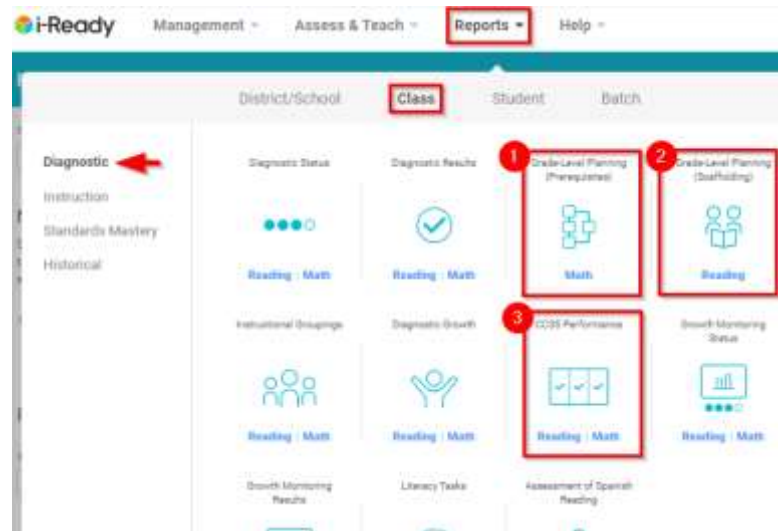 i-Ready Management Assess & Teach Reports Help
District/School Class Student Batch
Diagnostic
Instruction
Standards Mastery
Historical
Diagnostic Status
Reading | Math
Diagnostic Results
Reading | Math
1
Grade-Level Planning
(Prerequisites)
Math
2
Grade-Level Planning
(Scaffolding)
Reading
Instructional Groupings
Reading | Math
Diagnostic Growth
Reading | Math
3
CCSS Performance
Reading | Math
Growth Monitoring
Status
Reading | Math
Growth Monitoring
Results
Literacy Tasks
Assessment of Spanish
Reading